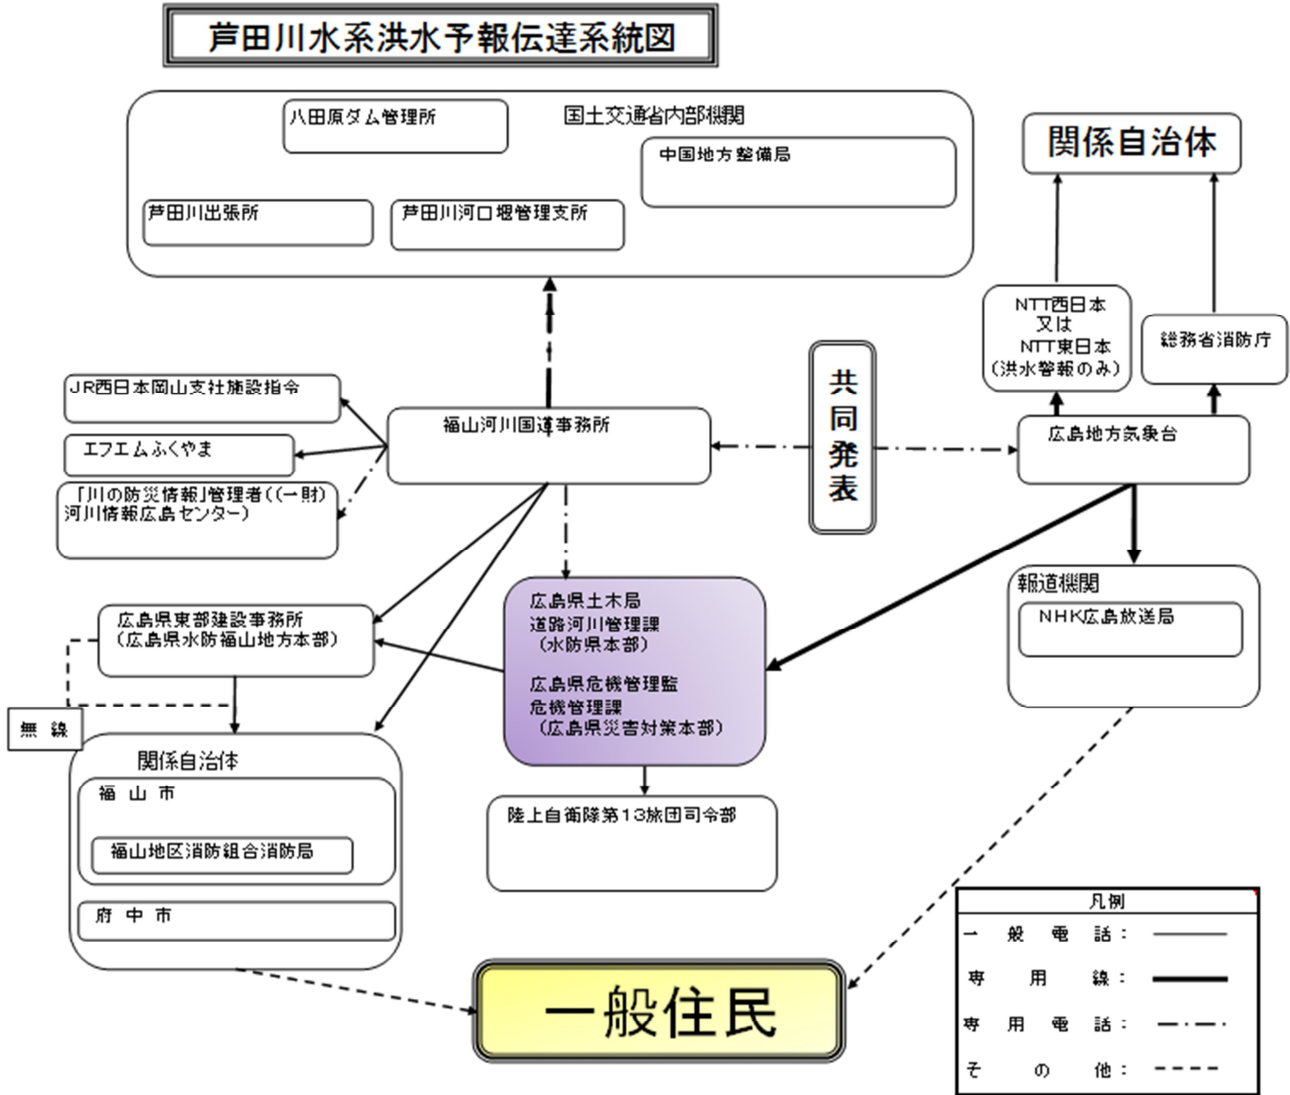 芦田川水系洪水予報伝達系統図
八田原ダム管理所
国土交通省内部機関
中国地方整備局
芦田川出張所
芦田川河口堰管理支所
関係自治体
NTT西日本
又は
NTT東日本
(洪水警報のみ)
総務省消防庁
共同発表
JR西日本岡山支社施設指令
福山河川国道事務所
広島地方気象台
エフエムふくやま
「川の防災情報」管理者((一財)
河川情報広島センター)
報道機関
NHK広島放送局
広島県東部建設事務所
(広島県水防福山地方本部)
広島県土木局
道路河川管理課
(水防県本部)
広島県危機管理監
危機管理課
(広島県災害対策本部)
無 線
関係自治体
福 山 市
福山地区消防組合消防局
府 中 市
陸上自衛隊第13旅団司令部
一般住民
凡例
一 般 電 話 :
専 用 線 :
専 用 電 話 :
そ の 他 :